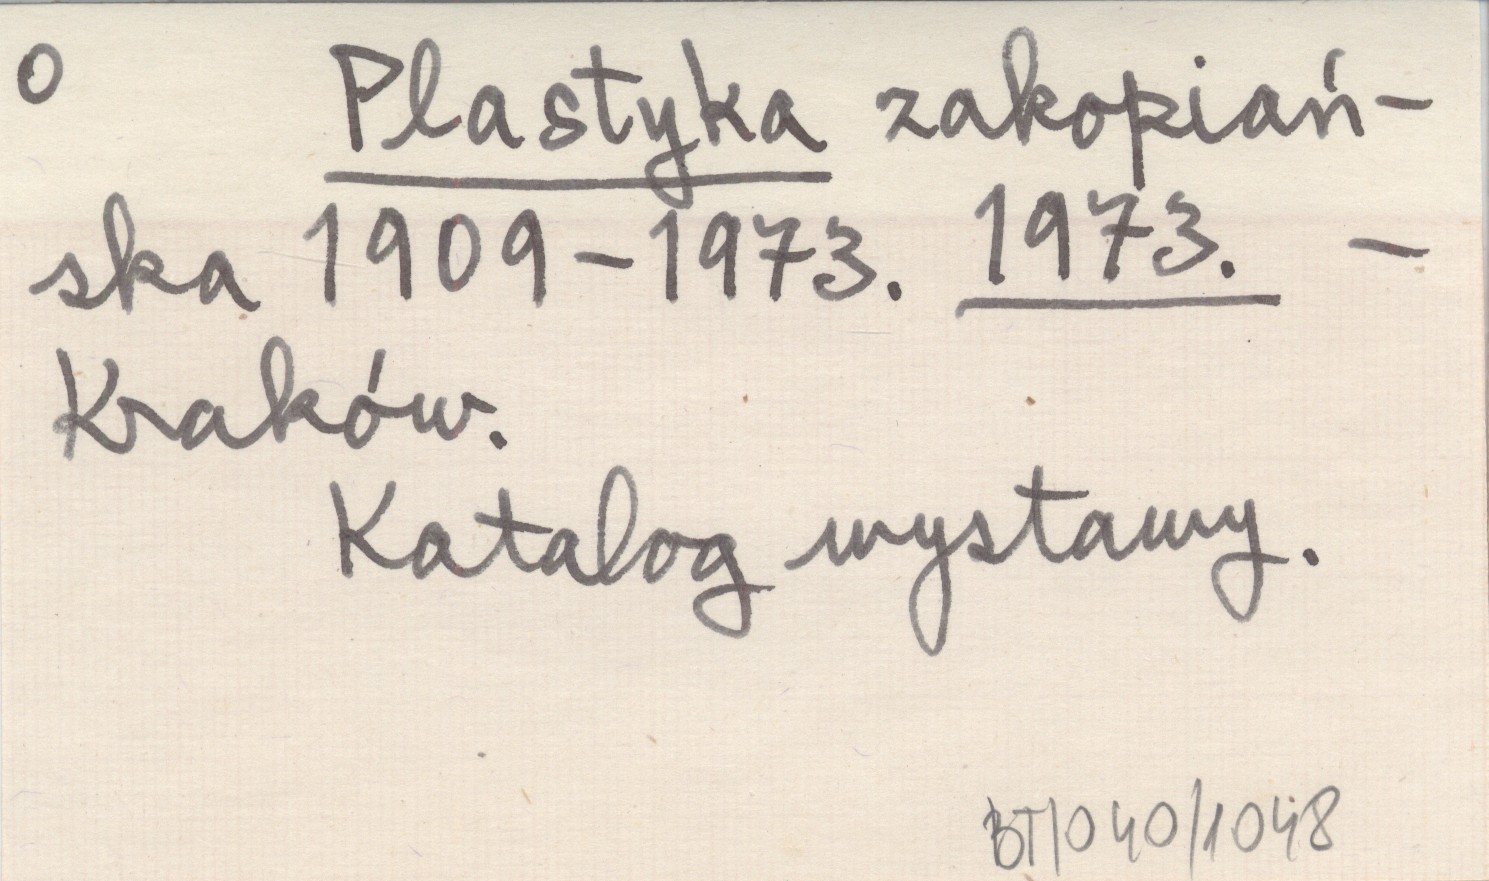 O Plastyka zakopiań-
ska 1909-1973. 1973. -
Kraków.
Katalog wystawy.
BT/040/1048